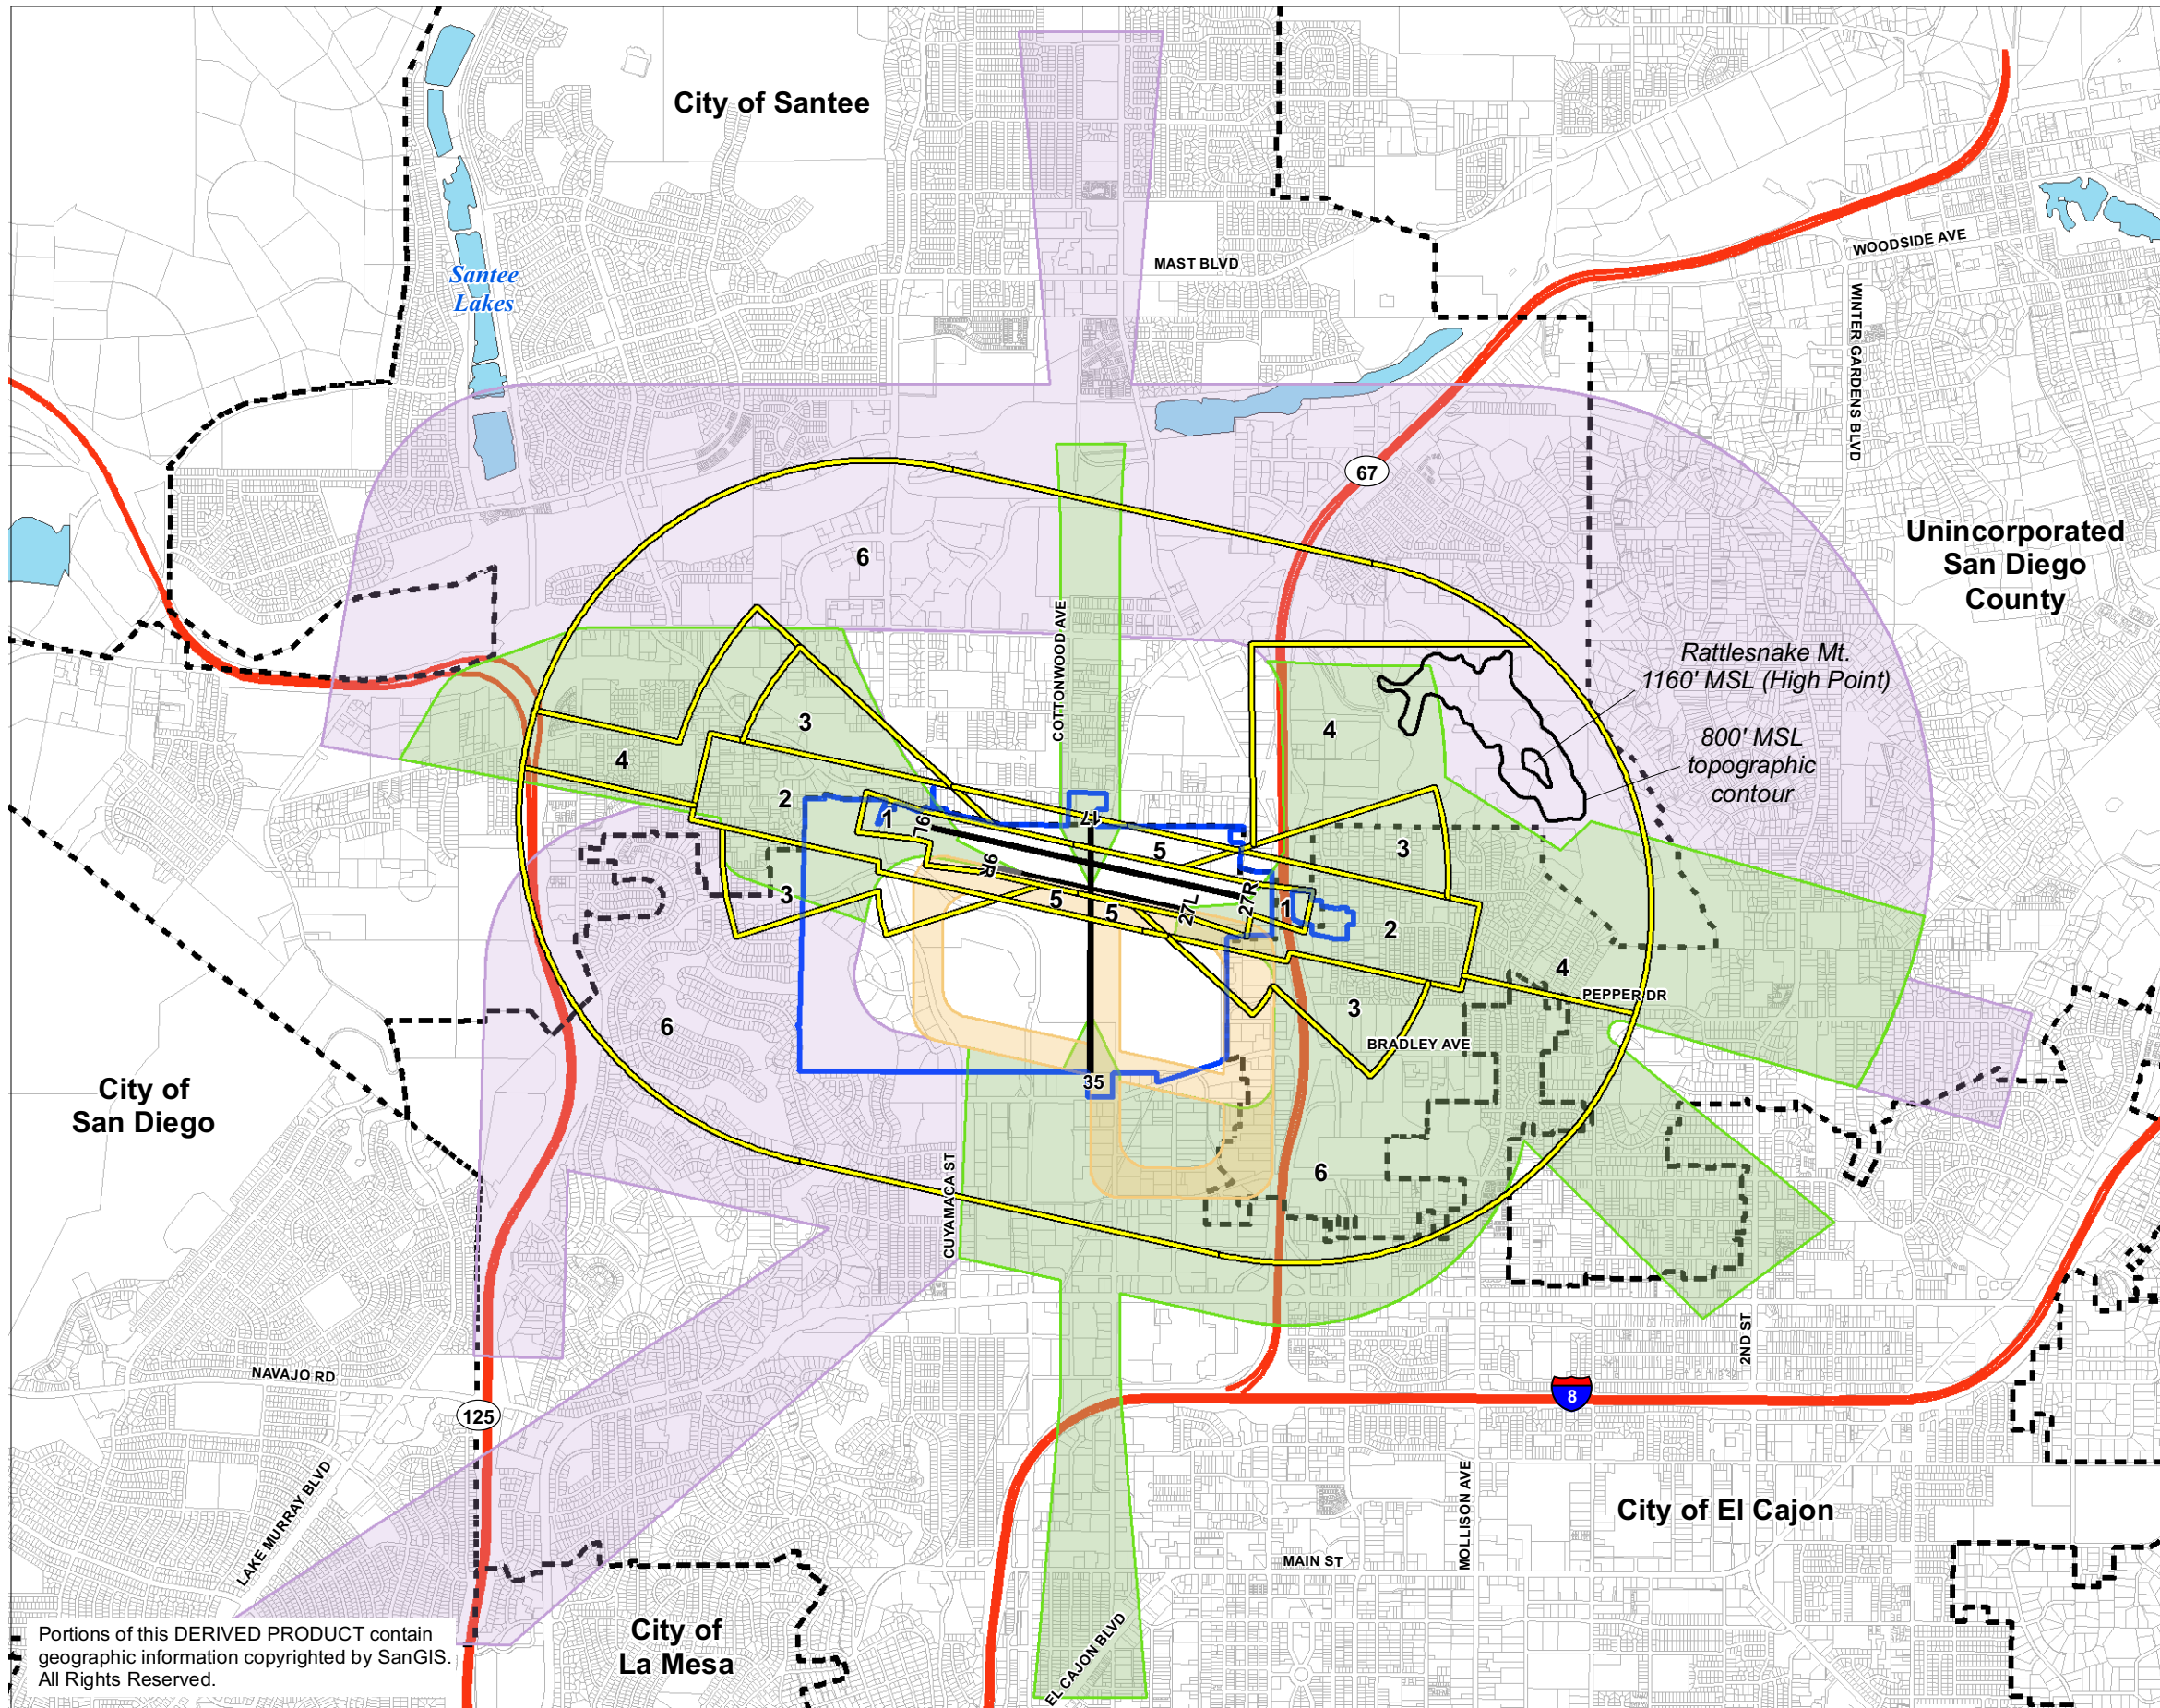 City of Santee
MAST BLVD
WOODSIDE AVE
Santee
Lakes
WINTER GARDENS BLVD
67
Unincorporated
San Diego
County
6
COTTONWOOD AVE
Rattlesnake Mt.
1160' MSL (High Point)
800' MSL
topographic
contour
3
4
4
2
1
9L
17
5
3
9R
3
5
5
27L
27R
1
2
4
PEPPER DR
3
6
BRADLEY AVE
35
City of
San Diego
CUYAMACA ST
6
2ND ST
NAVAJO RD
125
8
LAKE MURRAY BLVD
MOLLISON AVE
City of El Cajon
MAIN ST
EL CAJON BLVD
City of
La Mesa
Portions of this DERIVED PRODUCT contain
geographic information copyrighted by SanGIS.
All Rights Reserved.